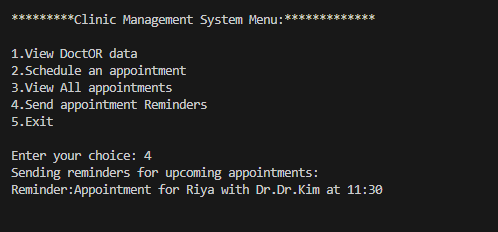 *********Clinic Management System Menu:*************
1.View DoctOR data
2.Schedule an appointment
3.View All appointments
4.Send appointment Reminders
5.Exit
Enter your choice: 4
Sending reminders for upcoming appointments:
Reminder:Appointment for Riya with Dr.Dr.Kim at 11:30